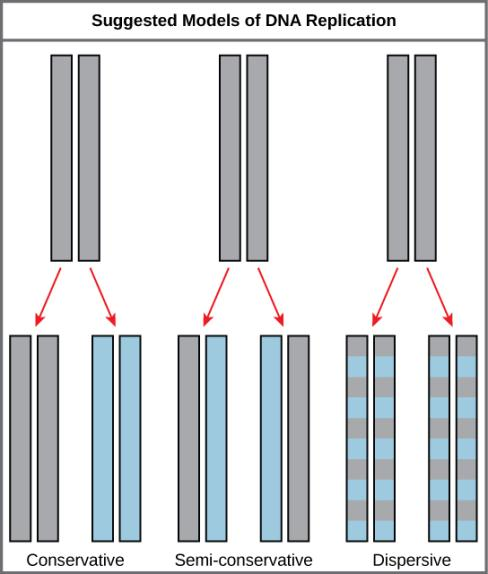 Suggested Models of DNA Replication
Conservative
Semi-conservative
Dispersive